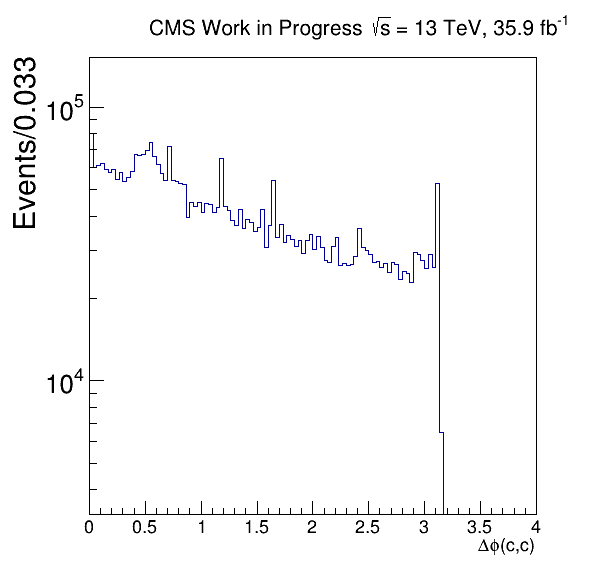 CMS Work in Progress √s = 13 TeV, 35.9 fb⁻¹
Events/0.033
10⁵
10⁴
0 0.5 1 1.5 2 2.5 3 3.5 4
Δϕ(c,c)